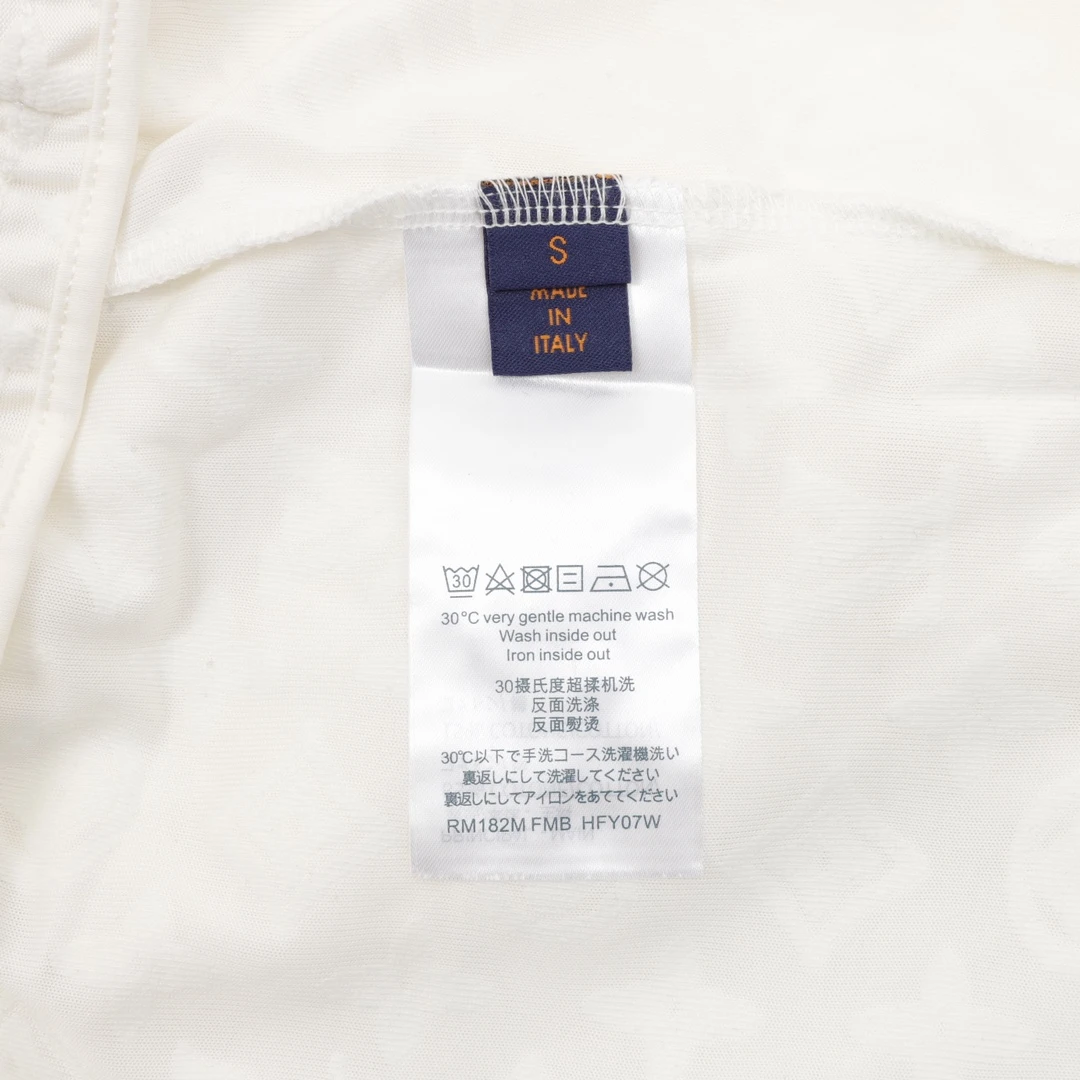 S
MADE
IN
ITALY
30
30°C very gentle machine wash
Wash inside out
Iron inside out
30摄氏度超揉机洗
反面洗涤
反面熨烫
30℃以下で手洗コース洗濯機洗い
裏返しにして洗濯してください
裏返しにしてアイロンをあててください
RM182M FMB HFY07W